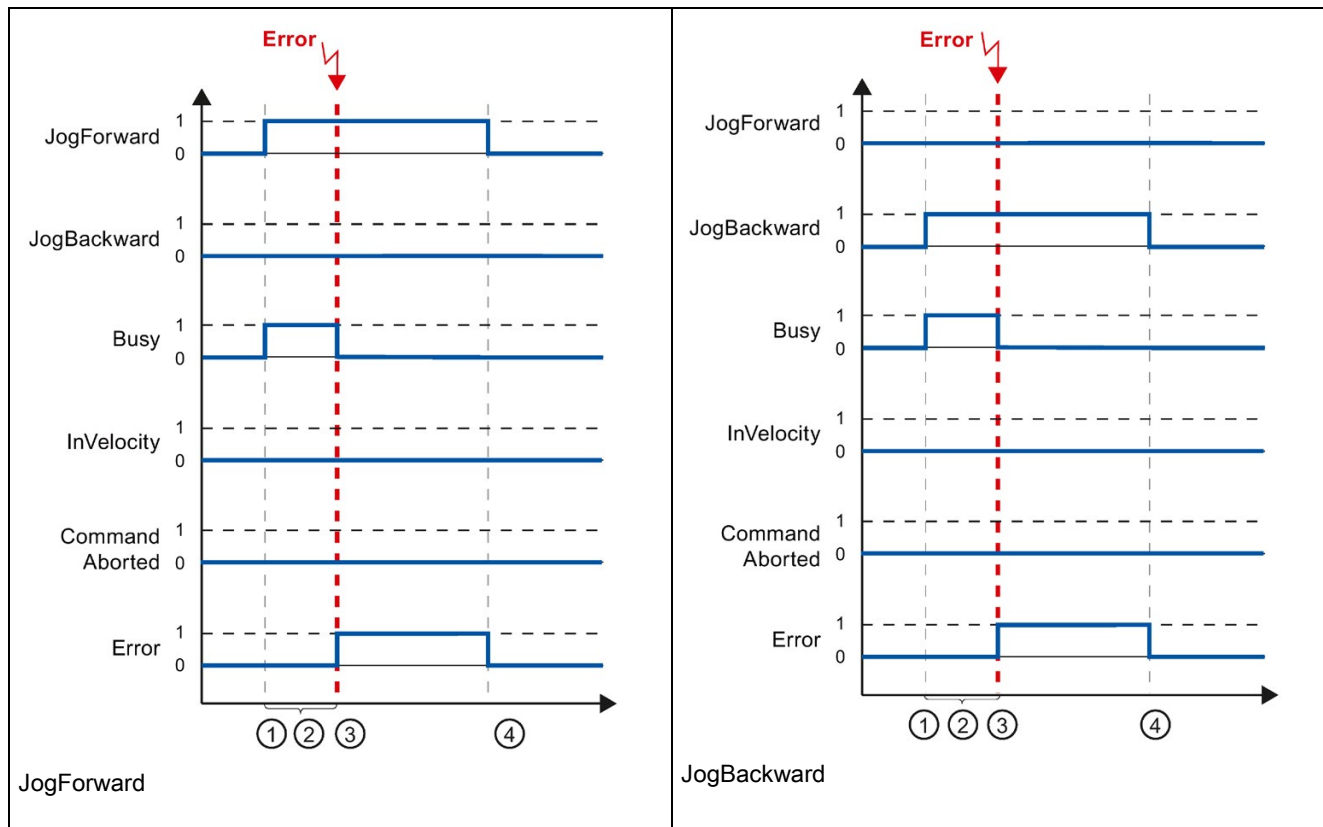 Error
JogForward
1
0
JogBackward
1
0
Busy
1
0
InVelocity
1
0
Command
Aborted
1
0
Error
1
0
① ② ③ ④
JogForward
Error
JogForward
1
0
JogBackward
1
0
Busy
1
0
InVelocity
1
0
Command
Aborted
1
0
Error
1
0
① ② ③ ④
JogBackward